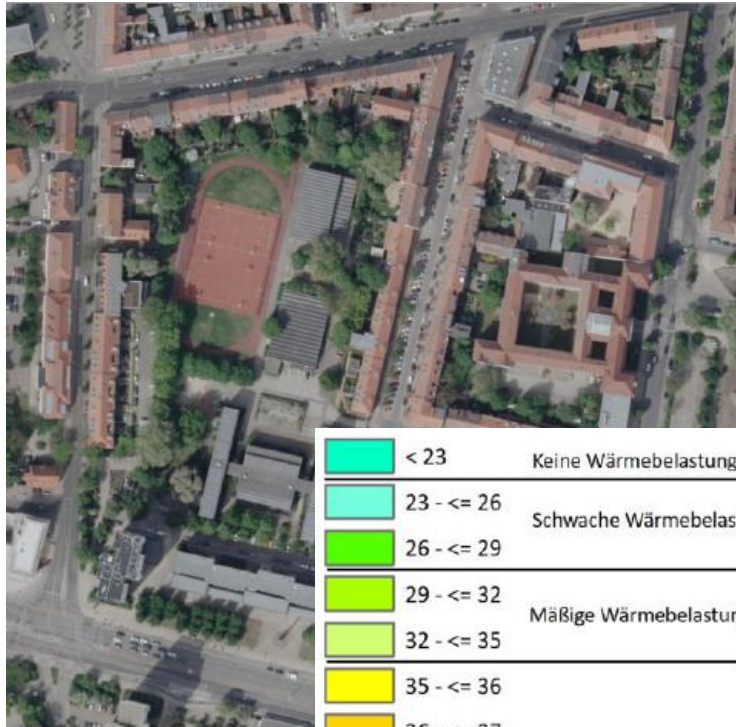 < 23 Keine Wärmebelastung
23 - <= 26
Schwache Wärmebelas
26 - <= 29
29 - <= 32
Mäßige Wärmebelastun
32 - <= 35
35 - <= 36